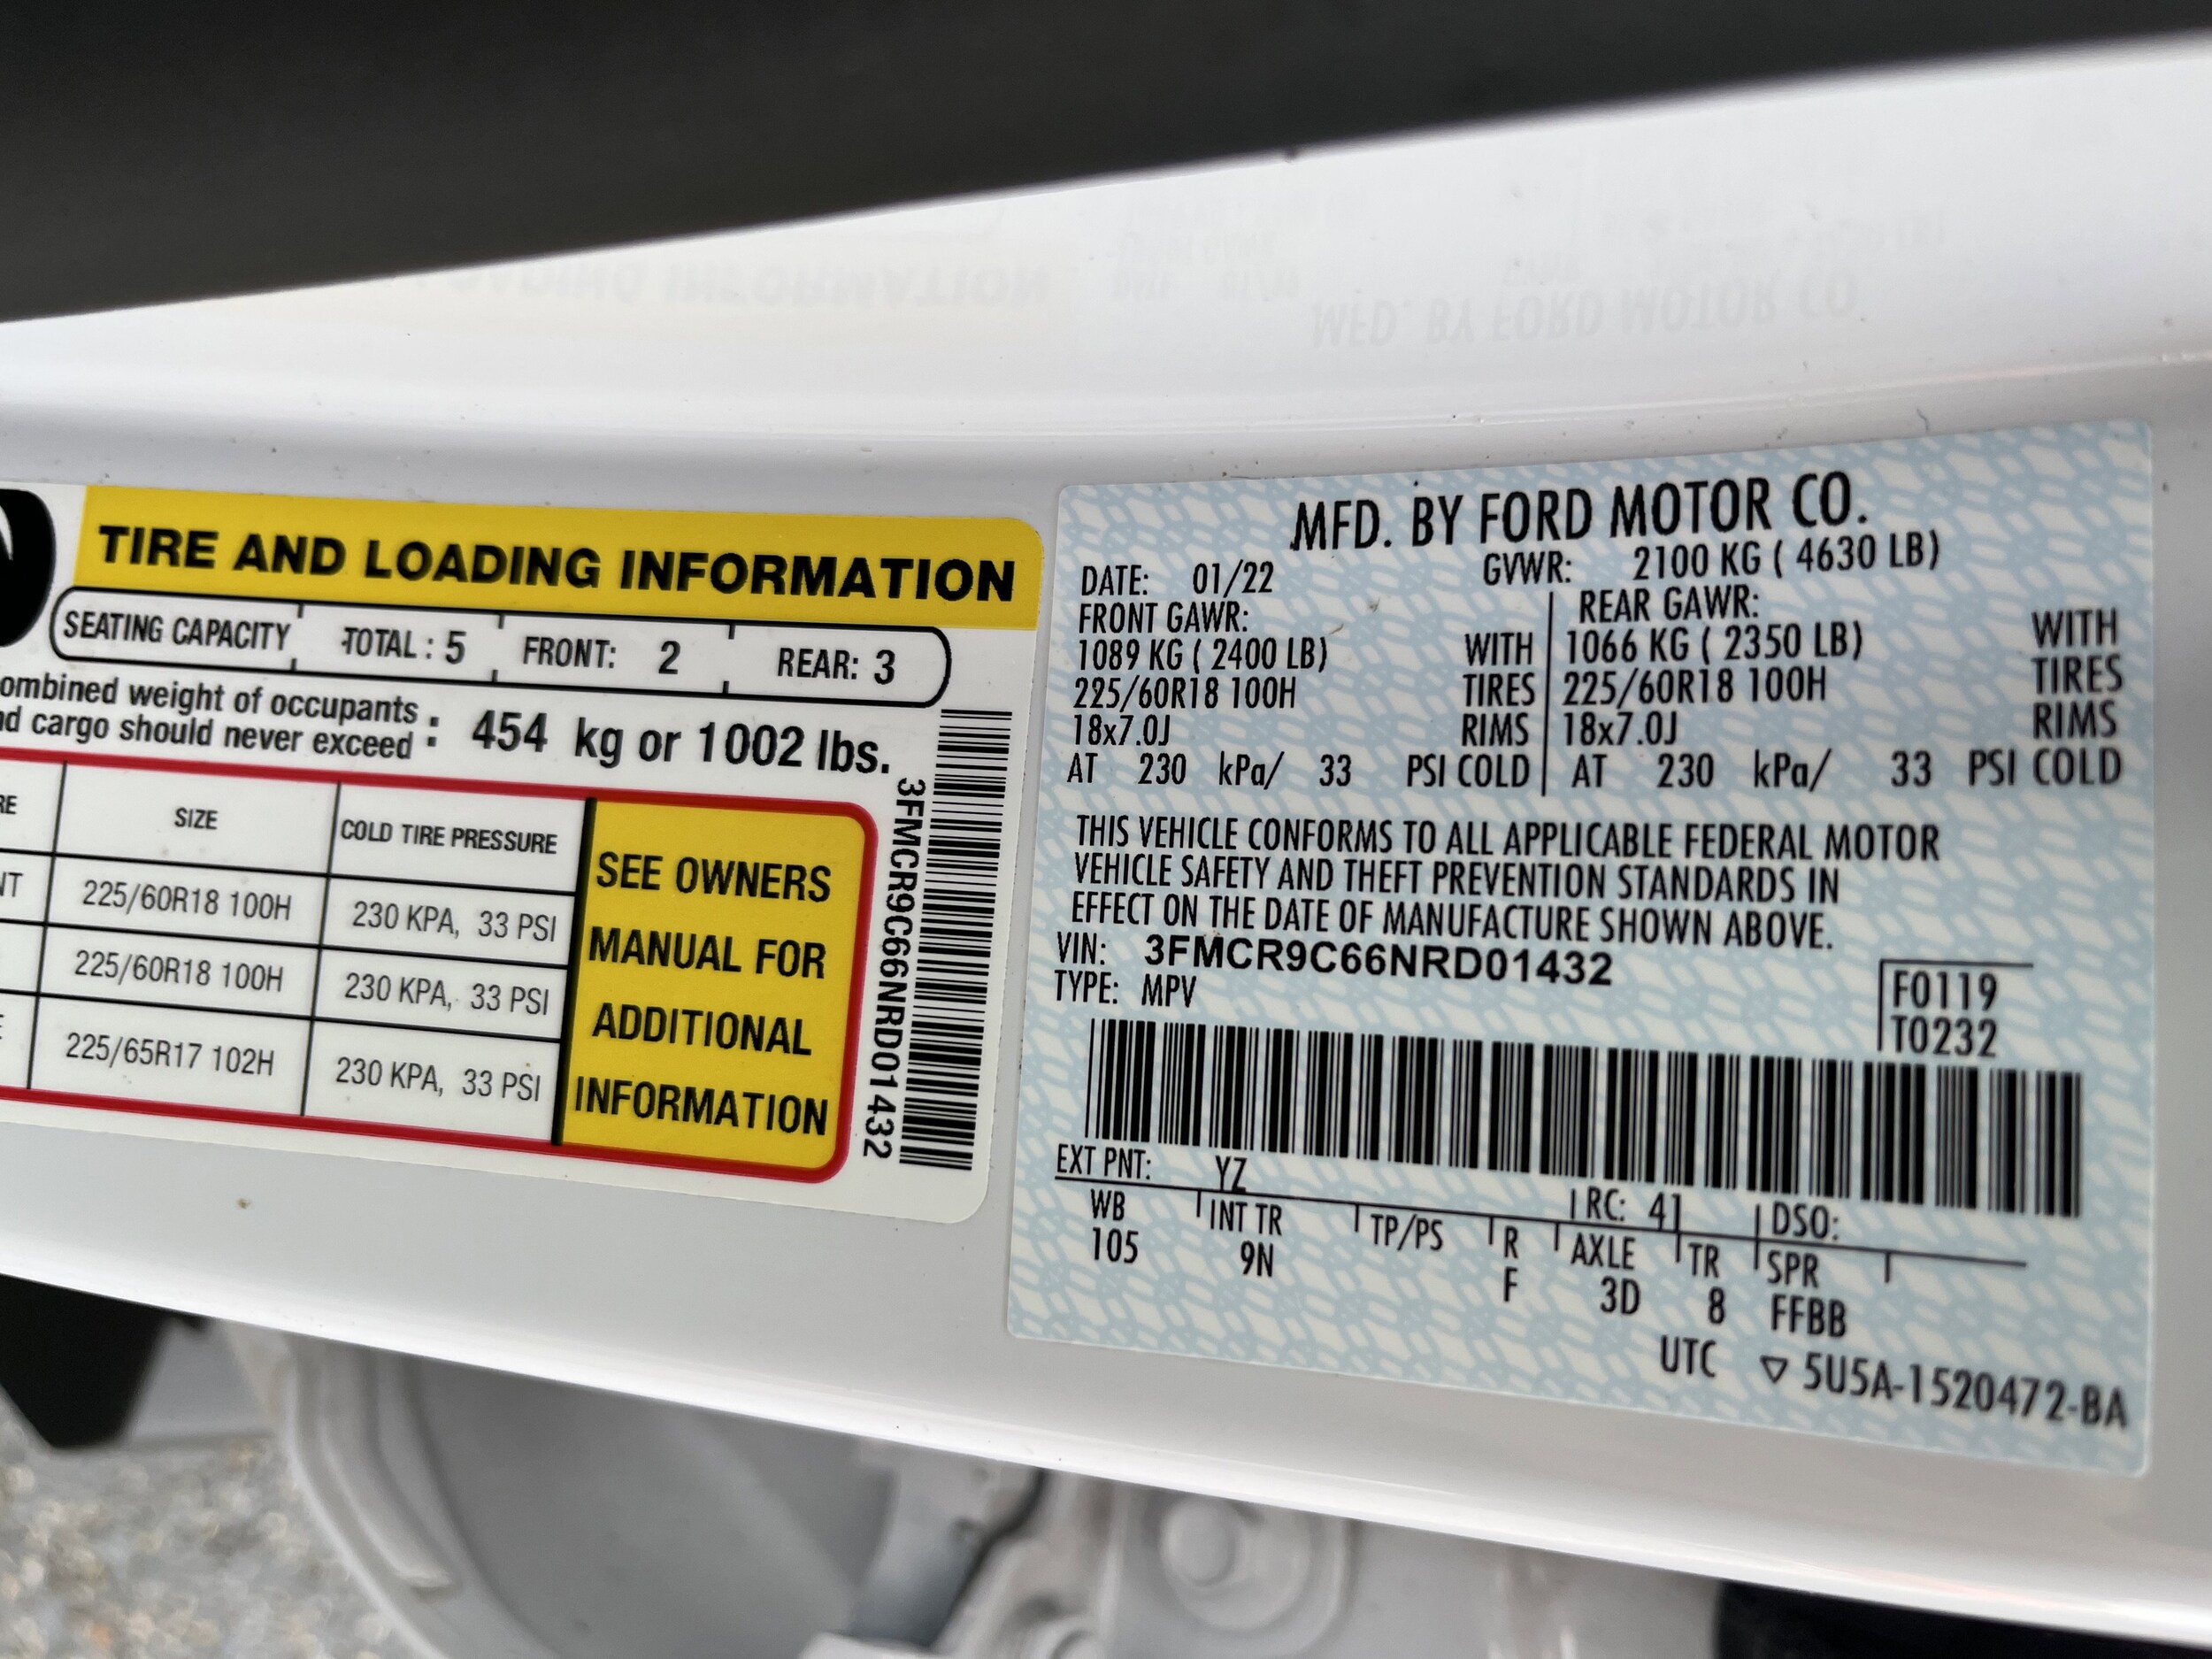 TIRE AND LOADING INFORMATION
SEATING CAPACITY TOTAL : 5 FRONT: 2 REAR: 3
weight of occupants :
cargo should never exceed :
454 kg or 1002 lbs.
SIZE COLD TIRE PRESSURE
225/60R18 100H 230 KPA, 33 PSI
225/60R18 100H 230 KPA, 33 PSI
225/65R17 102H 230 KPA, 33 PSI
SEE OWNERS
MANUAL FOR
ADDITIONAL
INFORMATION
3FMCR9C66NRD01432
MFD. BY FORD MOTOR CO.
DATE: 01/22 GVWR: 2100 KG ( 4630 LB)
FRONT GAWR: REAR GAWR:
1089 KG ( 2400 LB) WITH 1066 KG ( 2350 LB) WITH
225/60R18 100H TIRES 225/60R18 100H TIRES
18x7.0J RIMS 18x7.0J RIMS
AT 230 kPa/ 33 PSI COLD AT 230 kPa/ 33 PSI COLD
THIS VEHICLE CONFORMS TO ALL APPLICABLE FEDERAL MOTOR
VEHICLE SAFETY AND THEFT PREVENTION STANDARDS IN
EFFECT ON THE DATE OF MANUFACTURE SHOWN ABOVE.
VIN: 3FMCR9C66NRD01432
TYPE: MPV
F0119
T0232
EXT PNT: YZ RC: 41 DSO:
WB INT TR TP/PS R AXLE TR SPR
105 9N F 3D 8 FFBB
UTC ▽ 5U5A-1520472-BA